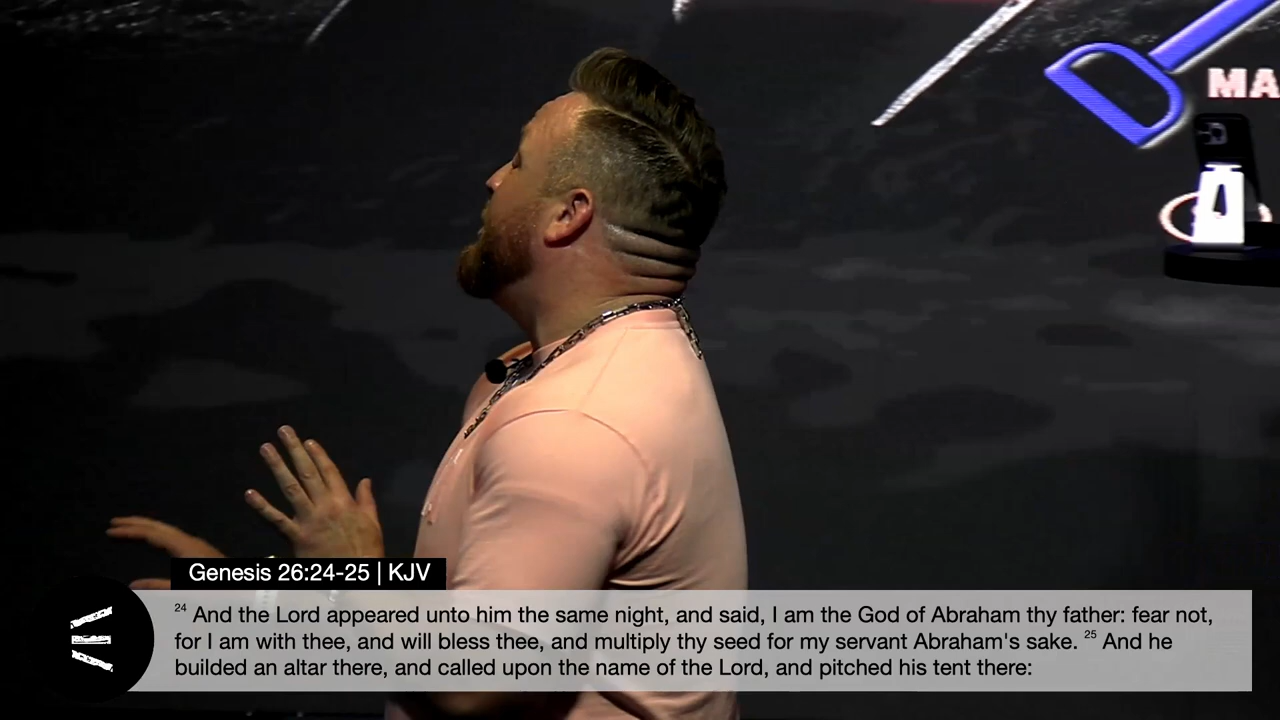 MA
Genesis 26:24-25 | KJV
24 And the Lord appeared unto him the same night, and said, I am the God of Abraham thy father: fear not,
for I am with thee, and will bless thee, and multiply thy seed for my servant Abraham's sake. 25 And he
builded an altar there, and called upon the name of the Lord, and pitched his tent there: